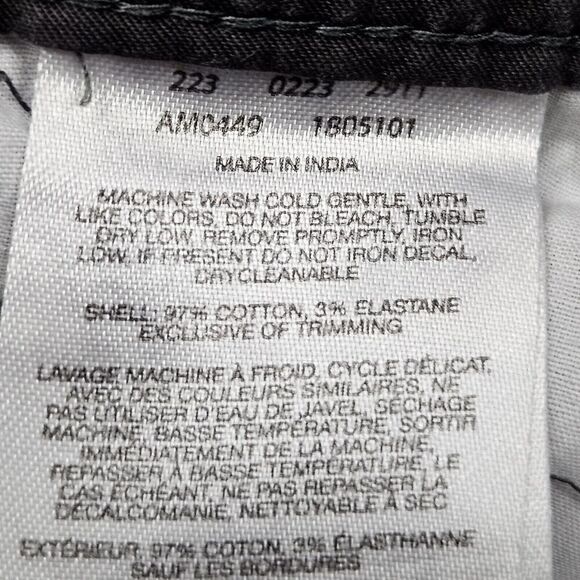 223 0223 2911
AM0449 1805101
MADE IN INDIA
MACHINE WASH COLD GENTLE, WITH
LIKE COLORS, DO NOT BLEACH, TUMBLE
DRY LOW, REMOVE PROMPTLY, IRON
LOW, IF PRESENT DO NOT IRON DECAL,
DRYCLEANABLE
SHELL: 97% COTTON, 3% ELASTANE
EXCLUSIVE OF TRIMMING
LAVAGE MACHINE À FROID, CYCLE DÉLICAT.
AVEC DES COULEURS SIMILAIRES, NE
PAS UTILISER D'EAU DE JAVEL, SÉCHAGE
MACHINE, BASSE TEMPÉRATURE, SORTIR
IMMÉDIATEMENT DE LA MACHINE,
REPASSER À BASSE TEMPÉRATURE, LE
CAS ÉCHÉANT, NE PAS REPASSER LA
DÉCALCOMANIE, NETTOYABLE À SEC
EXTÉRIEUR: 97% COTON, 3% ÉLASTHANNE
SAUF LES BORDURES